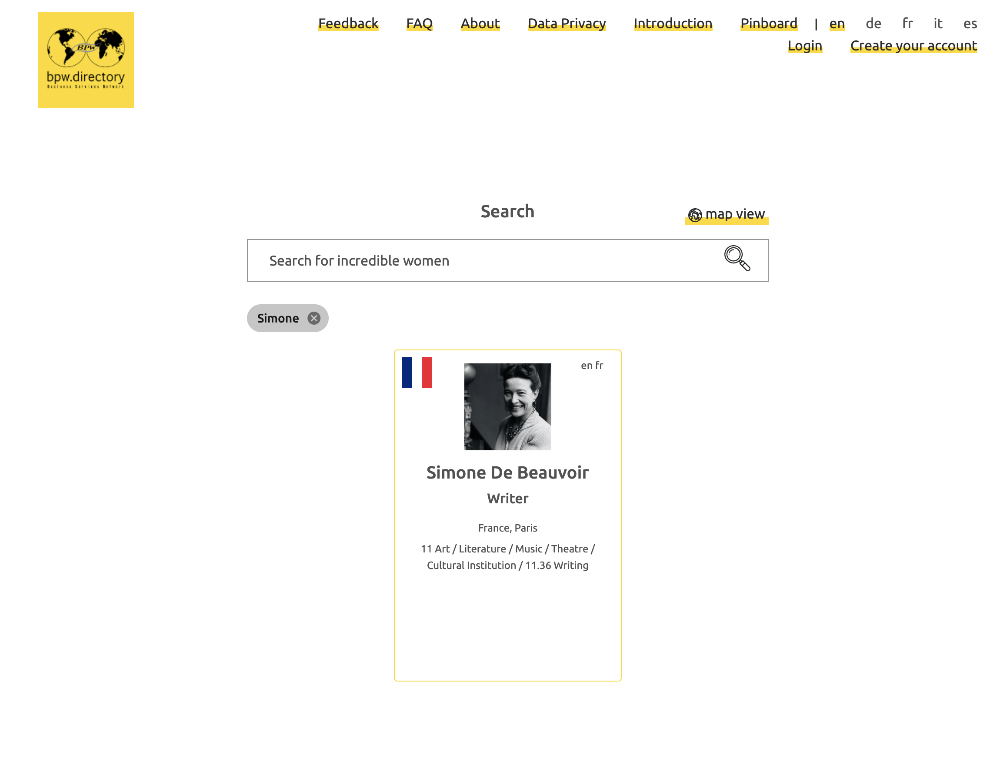 BPW
bpw.directory
Business Services Network
Feedback FAQ About Data Privacy Introduction Pinboard | en de fr it es
Login Create your account
Search
map view
Search for incredible women
Simone
en fr
Simone De Beauvoir
Writer
France, Paris
11 Art / Literature / Music / Theatre /
Cultural Institution / 11.36 Writing